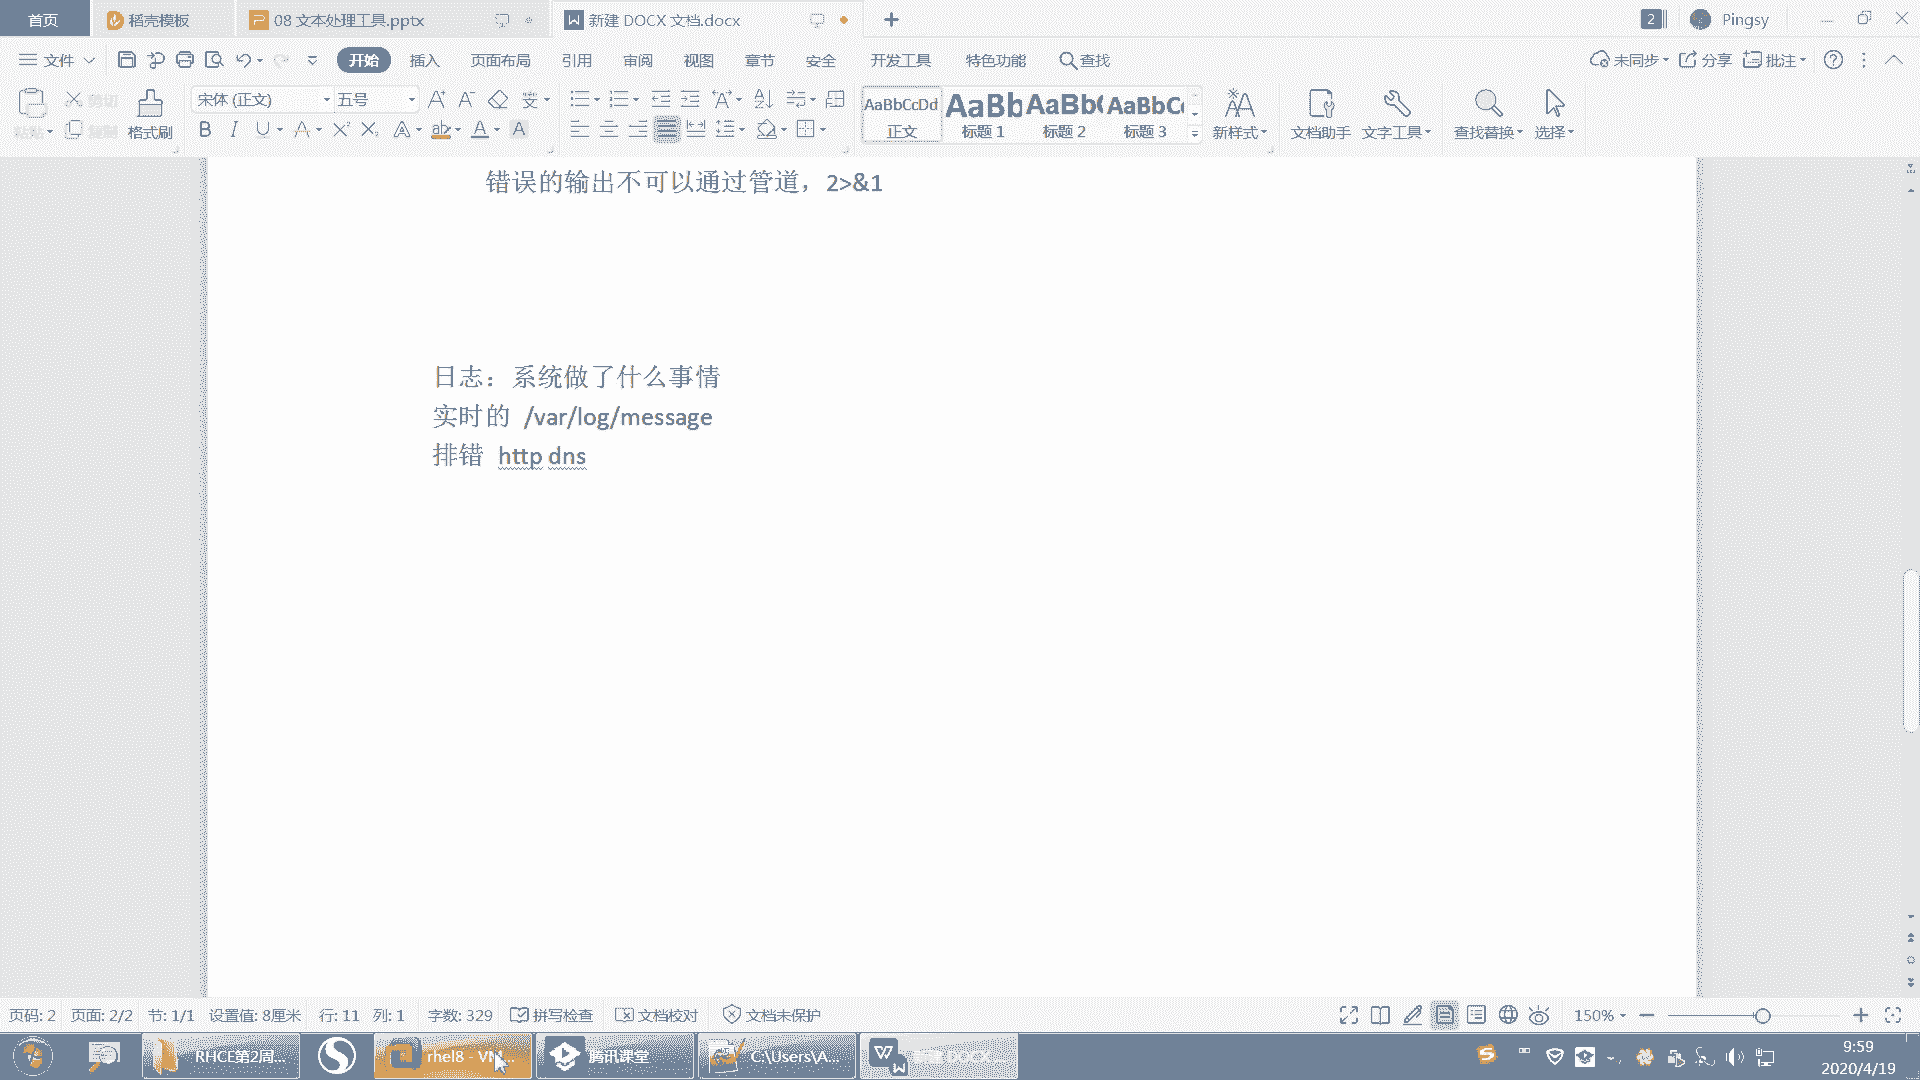 首页
稻壳模板
08 文本处理工具.pptx
新建 DOCX 文档.docx
2
Pingsy
文件
开始
插入
页面布局
引用
审阅
视图
章节
安全
开发工具
特色功能
查找
未同步
分享
批注
粘贴
剪切
复制
格式刷
宋体 (正文)
五号
AaBbCcDd
正文
AaBb
标题 1
AaBb(
标题 2
AaBbC
标题 3
新样式
文档助手
文字工具
查找替换
选择
错误的输出不可以通过管道，2>&1
日志：系统做了什么事情
实时的 /var/log/message
排错 http dns
页码: 2 页面: 2/2 节: 1/1 设置值: 8厘米 行: 11 列: 1 字数: 329 拼写检查 文档校对 文档未保护
150%
RHCE第2周...
rhel8 - VM...
腾讯课堂
C:\Users\A...
新建 DOCX ...
9:59
2020/4/19